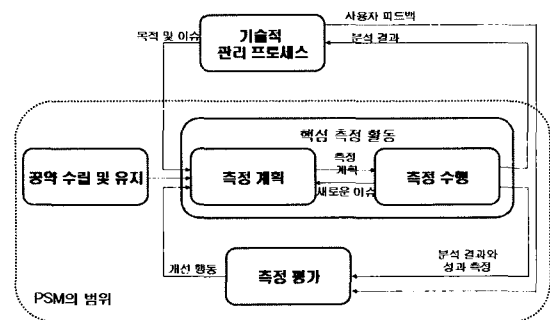 사용자 피드백
목적 및 이슈
기술적
관리 프로세스
분석 결과
핵심 측정 활동
공약 수립 및 유지
측정 계획
측정
계획
새로운 이슈
측정 수행
개선 행동
측정 평가
분석 결과와
성과 측정
PSM의 범위